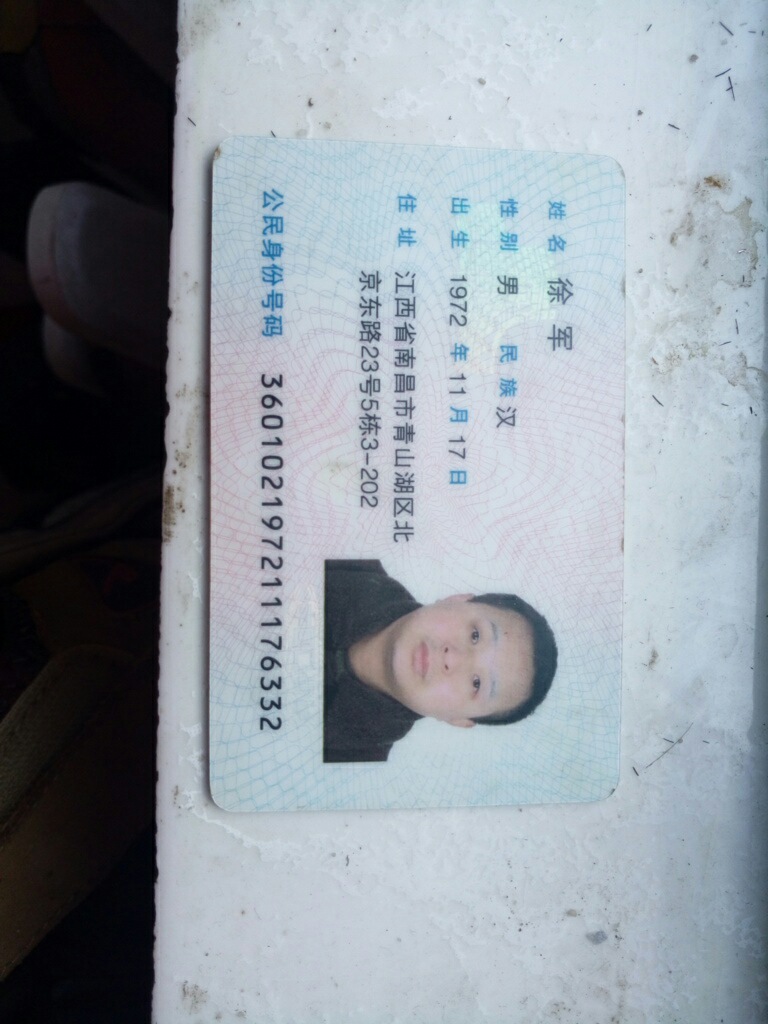 姓名 徐军
性别 男 民族 汉
出生 1972 年 11 月 17 日
住址 江西省南昌市青山湖区北
京东路23号5栋3-202
公民身份号码 360102197211176332